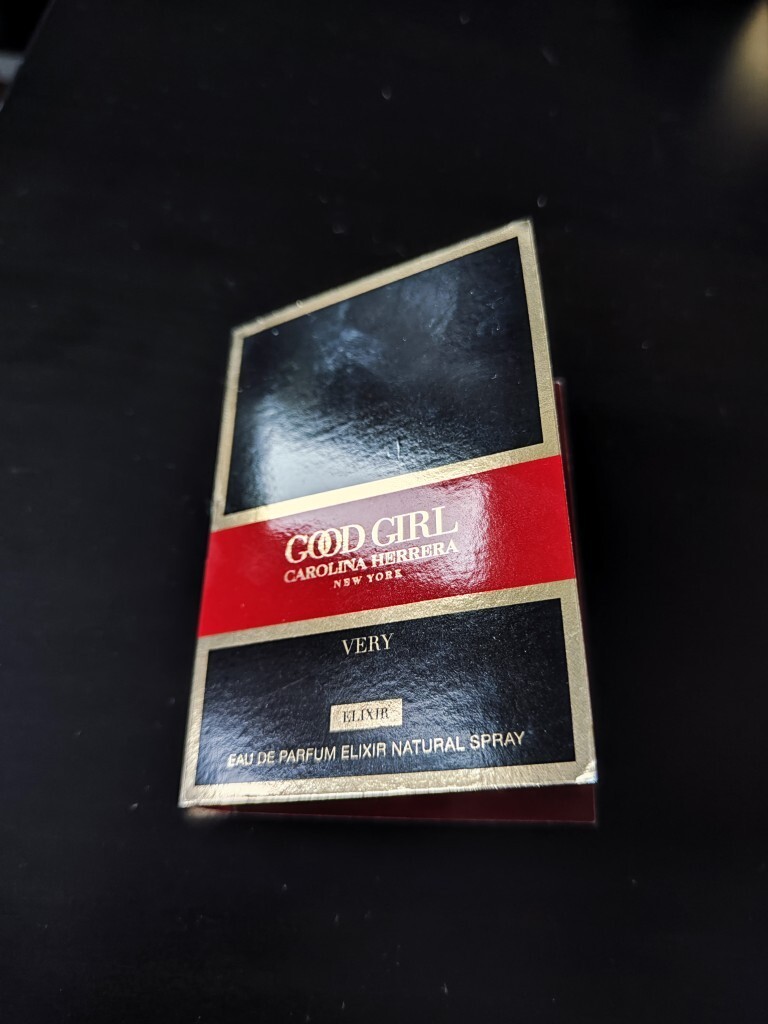 GOOD GIRL
CAROLINA HERRERA
NEW YORK
VERY
ELIXIR
EAU DE PARFUM ELIXIR NATURAL SPRAY